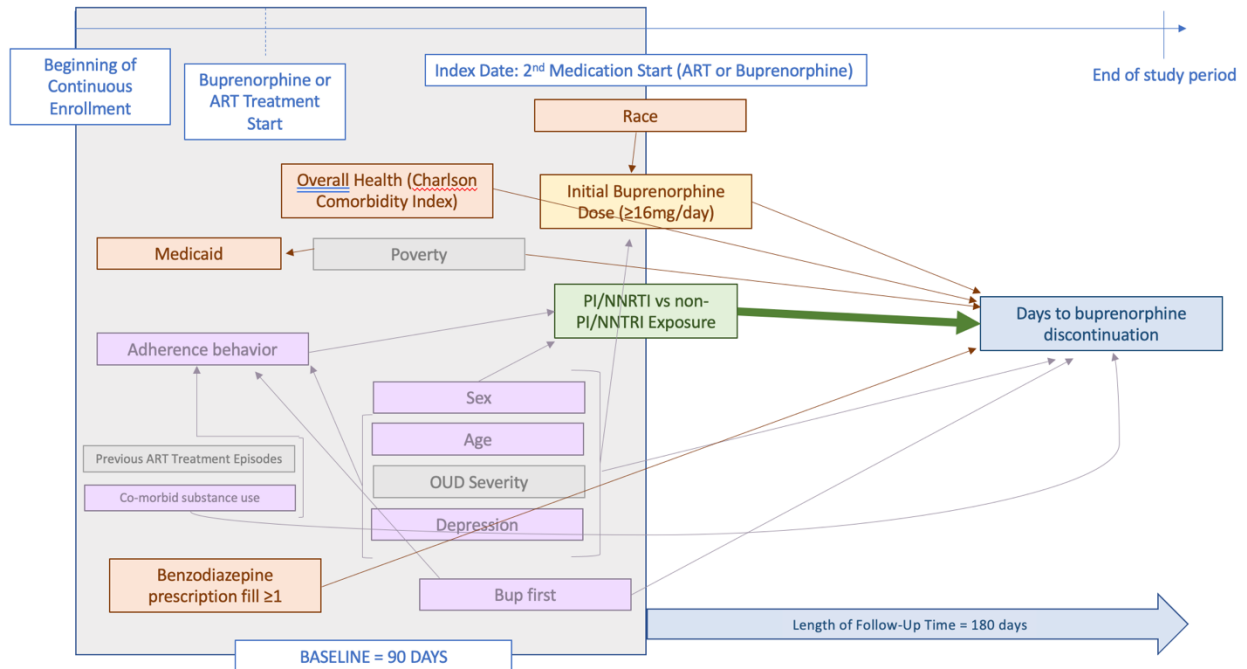 Beginning of
Continuous
Enrollment
Buprenorphine or
ART Treatment
Start
Index Date: 2nd Medication Start (ART or Buprenorphine)
End of study period
Race
Overall Health (Charlson
Comorbidity Index)
Initial Buprenorphine
Dose (≥16mg/day)
Medicaid
Poverty
PI/NNRTI vs non-
PI/NNTRI Exposure
Days to buprenorphine
discontinuation
Adherence behavior
Sex
Age
Previous ART Treatment Episodes
OUD Severity
Co-morbid substance use
Depression
Benzodiazepine
prescription fill ≥1
Bup first
Length of Follow-Up Time = 180 days
BASELINE = 90 DAYS